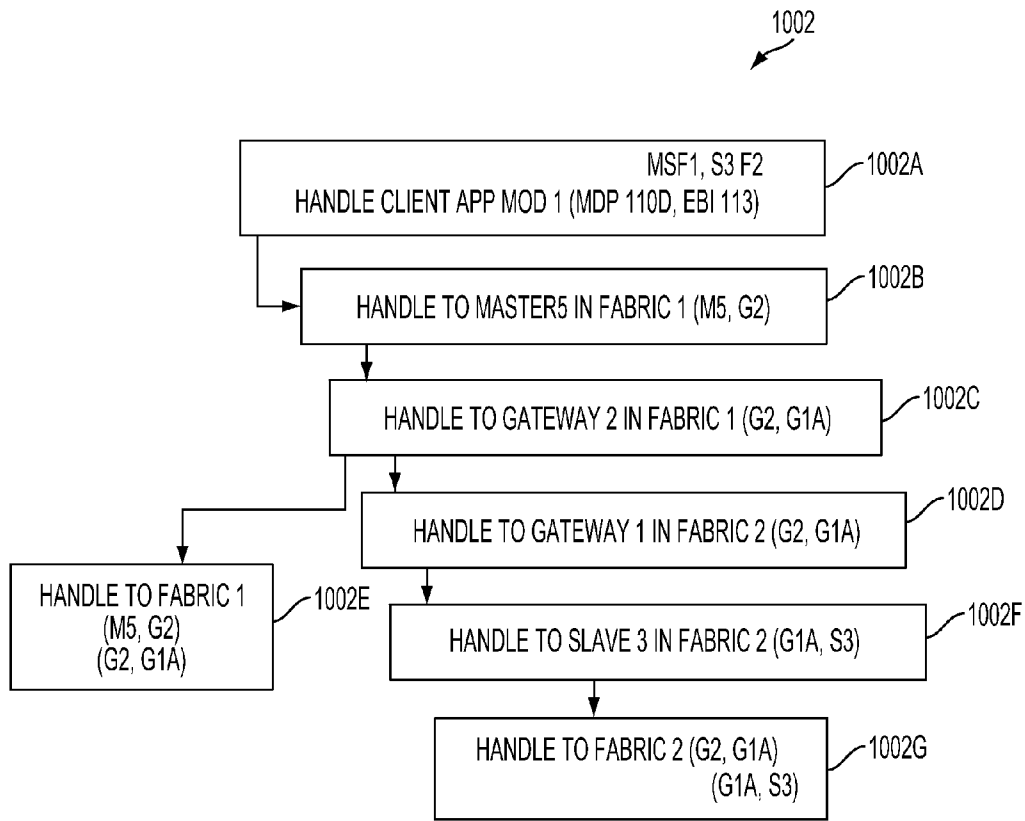 1002
MSF1, S3 F2
1002A
HANDLE CLIENT APP MOD 1 (MDP 110D, EBI 113)
1002B
HANDLE TO MASTER5 IN FABRIC 1 (M5, G2)
1002C
HANDLE TO GATEWAY 2 IN FABRIC 1 (G2, G1A)
1002D
HANDLE TO GATEWAY 1 IN FABRIC 2 (G2, G1A)
HANDLE TO FABRIC 1
(M5, G2)
(G2, G1A)
1002E
1002F
HANDLE TO SLAVE 3 IN FABRIC 2 (G1A, S3)
HANDLE TO FABRIC 2 (G2, G1A)
(G1A, S3)
1002G